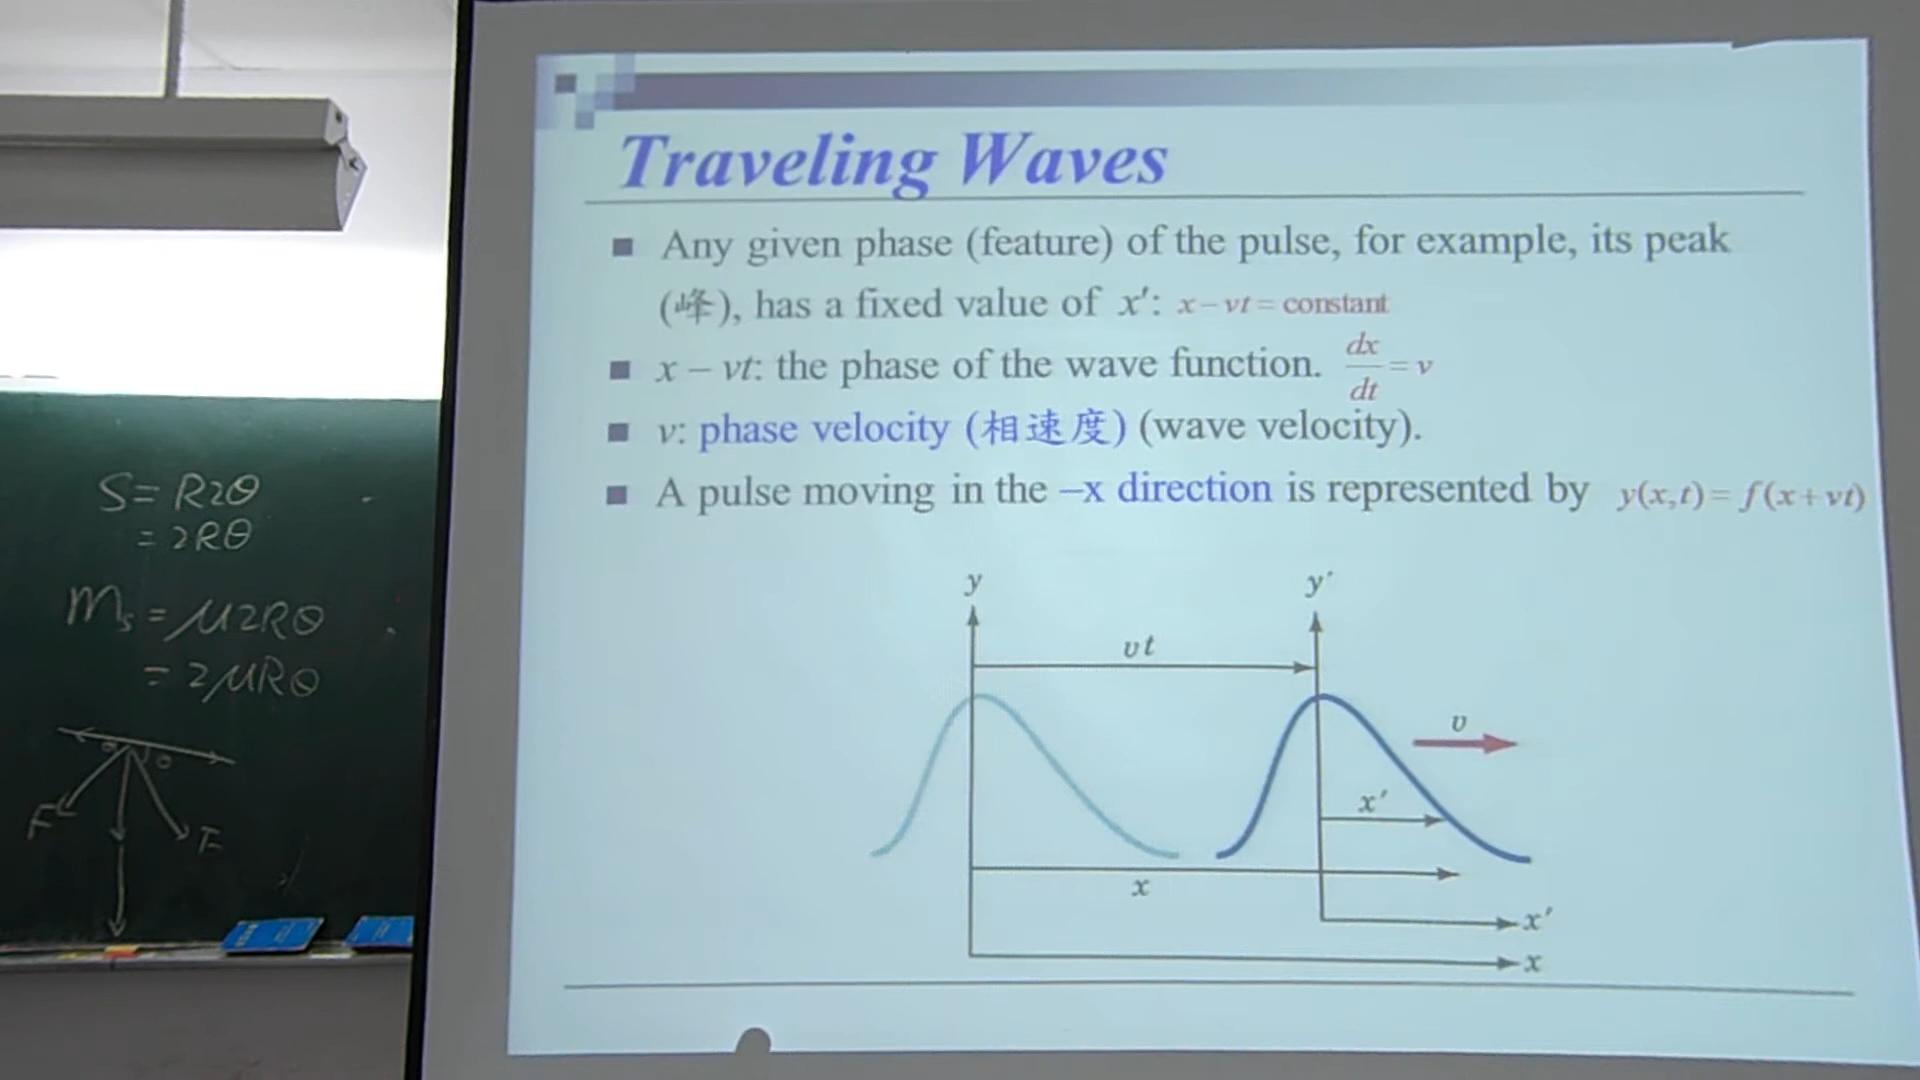 Traveling Waves
■ Any given phase (feature) of the pulse, for example, its peak
(峰), has a fixed value of x′: x – vt = constant
■ x – vt: the phase of the wave function. dx/dt = v
■ v: phase velocity (相速度) (wave velocity).
■ A pulse moving in the –x direction is represented by y(x,t) = f(x + vt)
y y′
vt
v
x′
x
x′
x
S = R2θ
= 2Rθ
ms = μ2Rθ
= 2μRθ
θ θ
F F